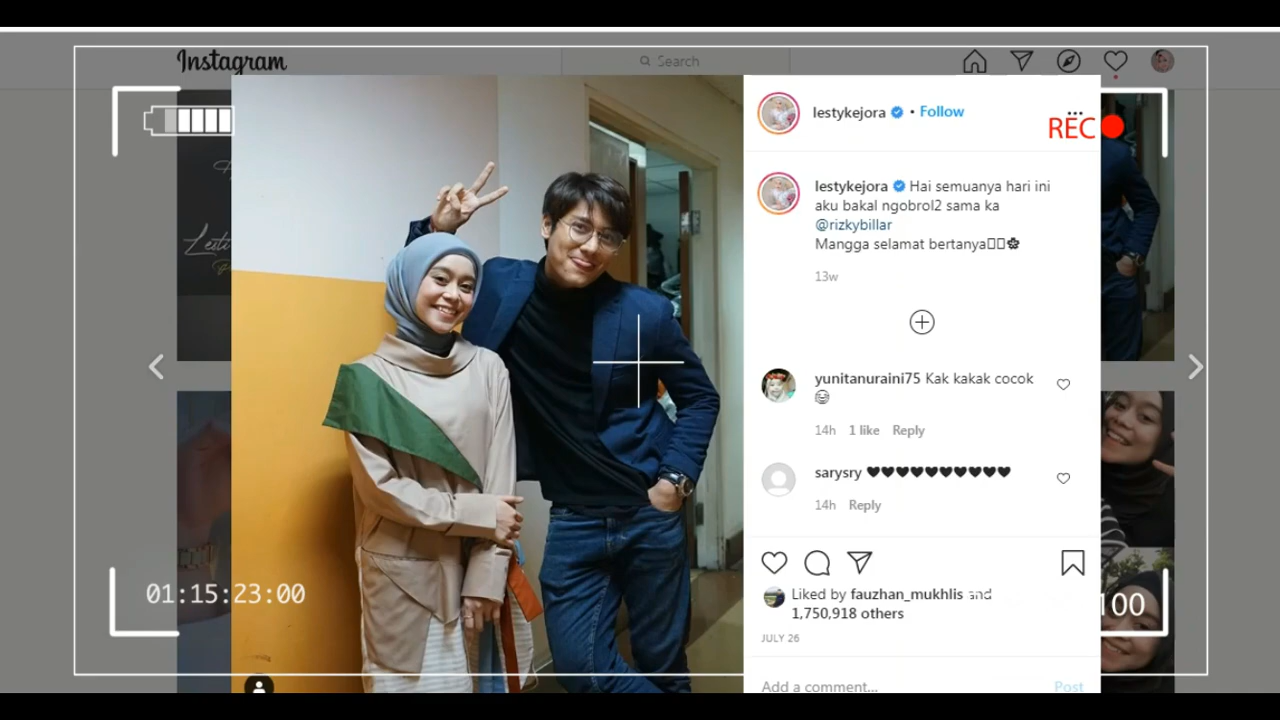 Instagram
Search
lestykejora • Follow
REC
lestykejora Hai semuanya hari ini
aku bakal ngobrol2 sama ka
@rizkybillar
Mangga selamat bertanya
13w
yunitanuraini75 Kak kakak cocok
14h 1 like Reply
sarysry ♥♥♥♥♥♥♥♥♥♥
14h Reply
01:15:23:00
Liked by fauzhan_mukhlis and
1,750,918 others
100
JULY 26
Add a comment... Post